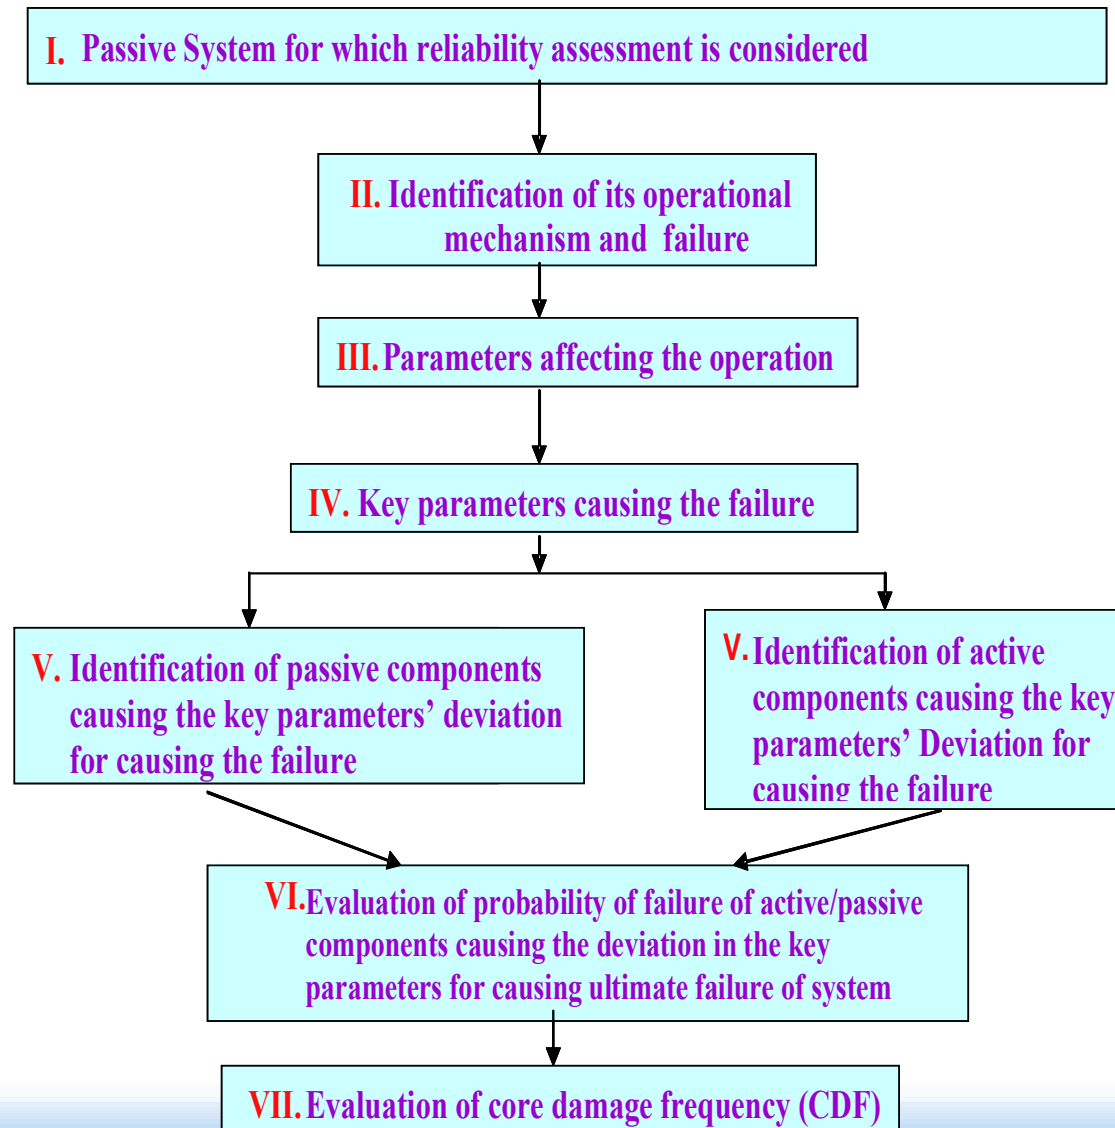 I. Passive System for which reliability assessment is considered
II. Identification of its operational
mechanism and failure
III. Parameters affecting the operation
IV. Key parameters causing the failure
V. Identification of passive components
causing the key parameters’ deviation
for causing the failure
V. Identification of active
components causing the key
parameters’ Deviation for
causing the failure
VI. Evaluation of probability of failure of active/passive
components causing the deviation in the key
parameters for causing ultimate failure of system
VII. Evaluation of core damage frequency (CDF)